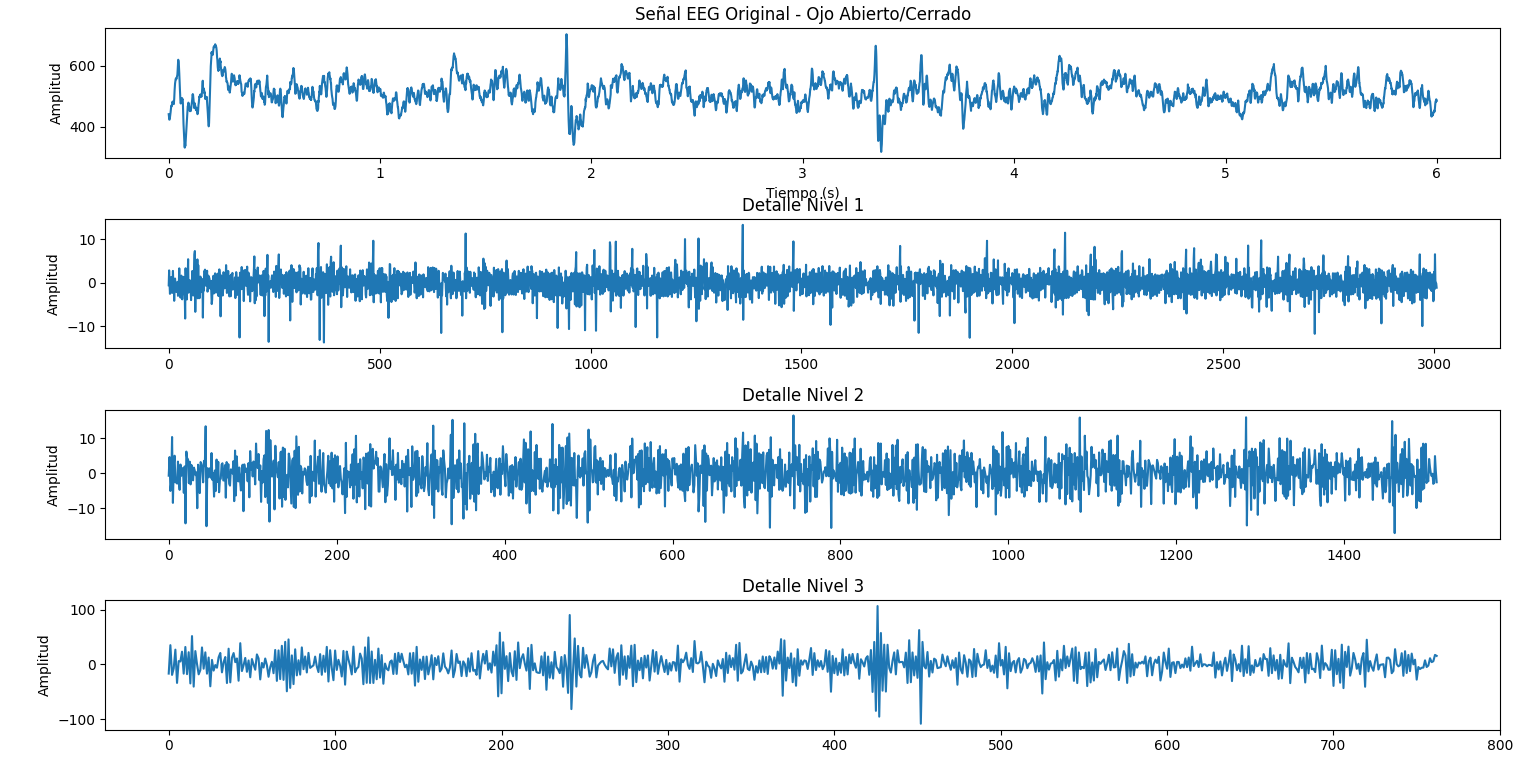 Señal EEG Original - Ojo Abierto/Cerrado
Amplitud
600
400
0 1 2 3 4 5 6
Tiempo (s)
Detalle Nivel 1
Amplitud
10
0
−10
0 500 1000 1500 2000 2500 3000
Detalle Nivel 2
Amplitud
10
0
−10
0 200 400 600 800 1000 1200 1400
Detalle Nivel 3
Amplitud
100
0
−100
0 100 200 300 400 500 600 700 800